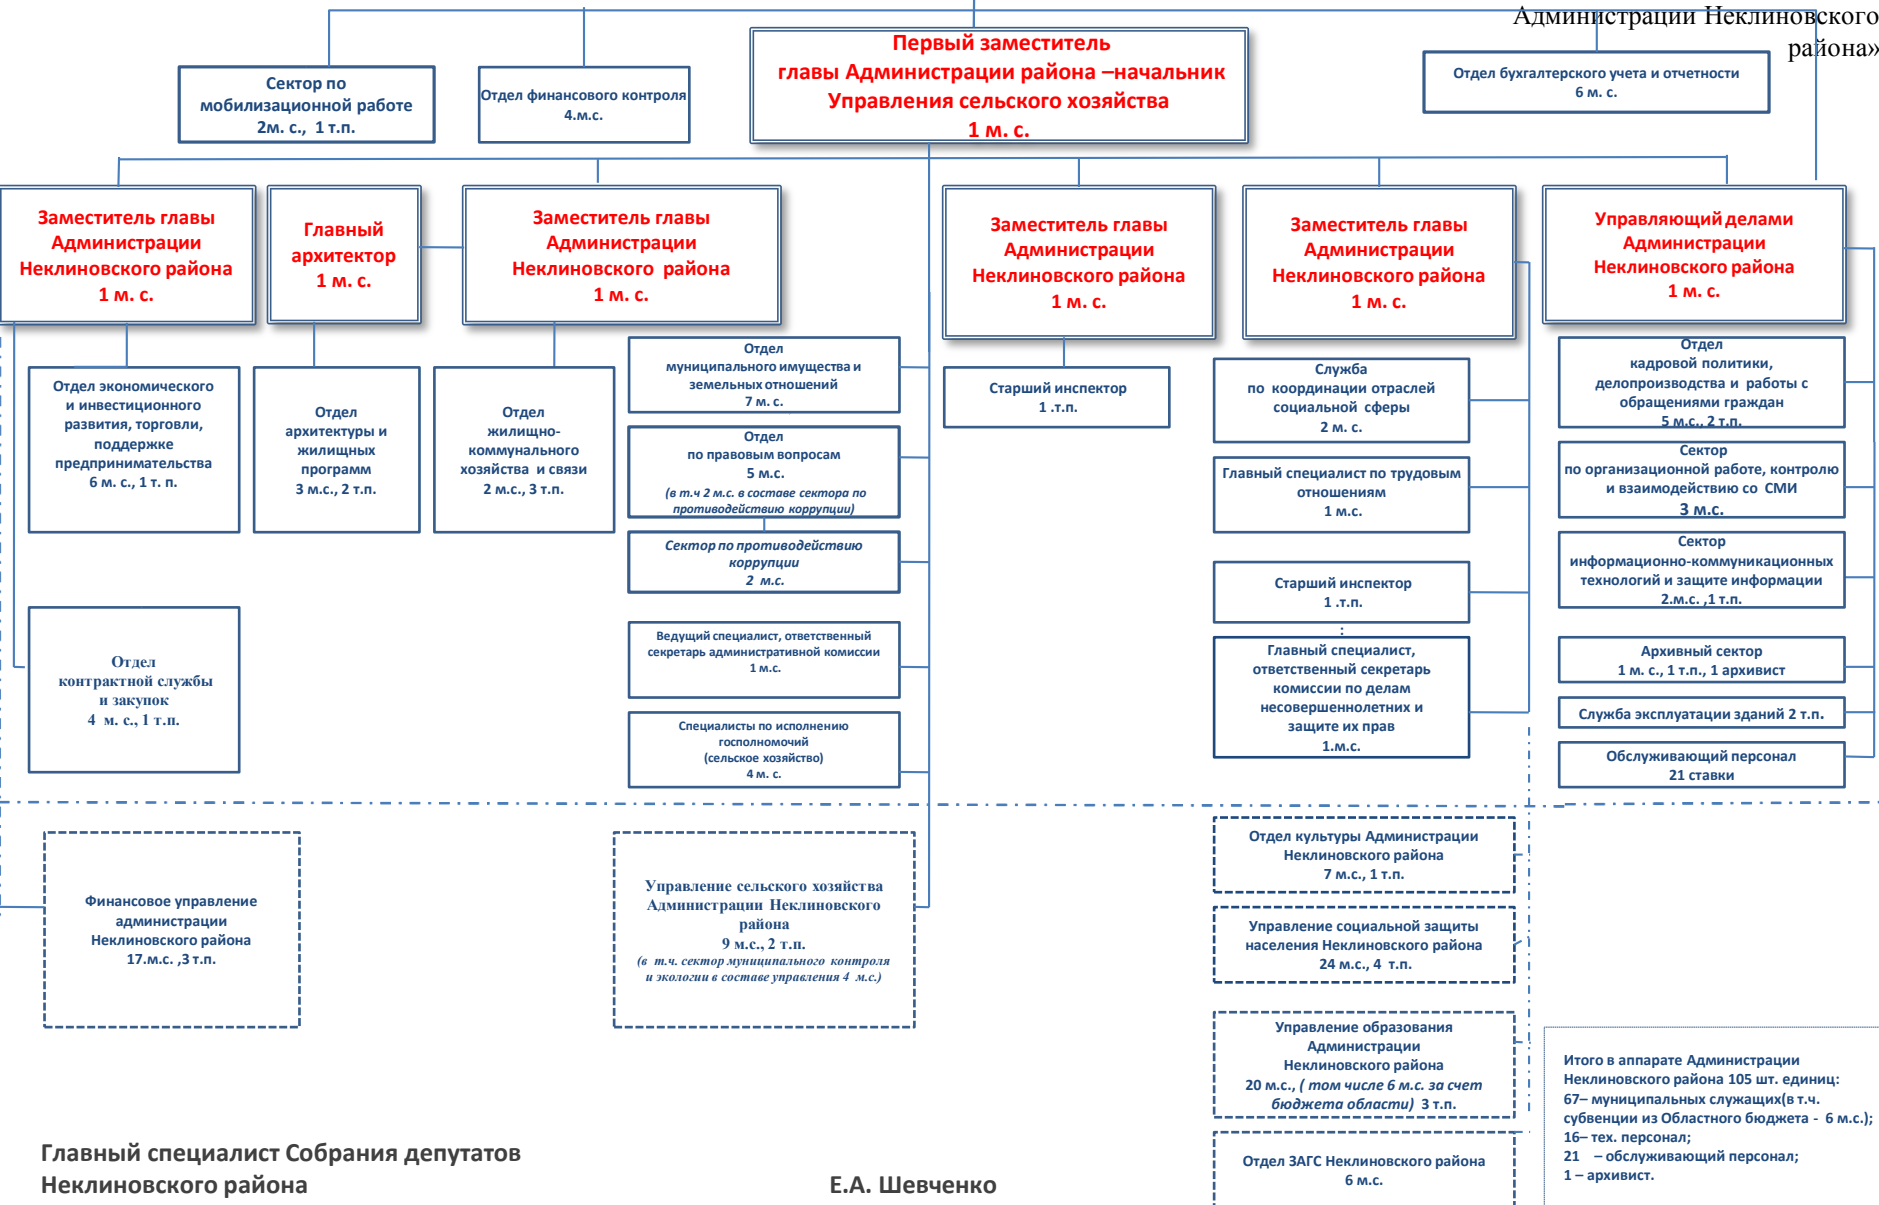 Администрации Неклиновского
района»
Сектор по
мобилизационной работе
2м. с., 1 т.п.
Отдел финансового контроля
4.м.с.
Первый заместитель
главы Администрации района –начальник
Управления сельского хозяйства
1 м. с.
Отдел бухгалтерского учета и отчетности
6 м. с.
Заместитель главы
Администрации
Неклиновского района
1 м. с.
Главный
архитектор
1 м. с.
Заместитель главы
Администрации
Неклиновского района
1 м. с.
Заместитель главы
Администрации
Неклиновского района
1 м. с.
Заместитель главы
Администрации
Неклиновского района
1 м. с.
Управляющий делами
Администрации
Неклиновского района
1 м. с.
Отдел экономического
и инвестиционного
развития, торговли,
поддержке
предпринимательства
6 м. с., 1 т. п.
Отдел
архитектуры и
жилищных
программ
3 м.с., 2 т.п.
Отдел
жилищно-
коммунального
хозяйства и связи
2 м.с., 3 т.п.
Отдел
муниципального имущества и
земельных отношений
7 м. с.
Отдел
по правовым вопросам
5 м.с.
(в т.ч 2 м.с. в составе сектора по
противодействию коррупции)
Сектор по противодействию
коррупции
2 м.с.
Ведущий специалист, ответственный
секретарь административной комиссии
1 м.с.
Специалисты по исполнению
госполномочий
(сельское хозяйство)
4 м. с.
Старший инспектор
1 .т.п.
Служба
по координации отраслей
социальной сферы
2 м. с.
Главный специалист по трудовым
отношениям
1 м.с.
Старший инспектор
1 .т.п.
:
Главный специалист,
ответственный секретарь
комиссии по делам
несовершеннолетних и
защите их прав
1.м.с.
Отдел
кадровой политики,
делопроизводства и работы с
обращениями граждан
5 м.с., 2 т.п.
Сектор
по организационной работе, контролю
и взаимодействию со СМИ
3 м.с.
Сектор
информационно-коммуникационных
технологий и защите информации
2.м.с. ,1 т.п.
Архивный сектор
1 м. с., 1 т.п., 1 архивист
Служба эксплуатации зданий 2 т.п.
Обслуживающий персонал
21 ставки
Отдел
контрактной службы
и закупок
4 м. с., 1 т.п.
Финансовое управление
администрации
Неклиновского района
17.м.с. ,3 т.п.
Управление сельского хозяйства
Администрации Неклиновского
района
9 м.с., 2 т.п.
(в т.ч. сектор муниципального контроля
и экологии в составе управления 4 м.с.)
Отдел культуры Администрации
Неклиновского района
7 м.с., 1 т.п.
Управление социальной защиты
населения Неклиновского района
24 м.с., 4 т.п.
Управление образования
Администрации
Неклиновского района
20 м.с., ( том числе 6 м.с. за счет
бюджета области) 3 т.п.
Отдел ЗАГС Неклиновского района
6 м.с.
Итого в аппарате Администрации
Неклиновского района 105 шт. единиц:
67– муниципальных служащих(в т.ч.
субвенции из Областного бюджета - 6 м.с.);
16– тех. персонал;
21 – обслуживающий персонал;
1 – архивист.
Главный специалист Собрания депутатов
Неклиновского района Е.А. Шевченко